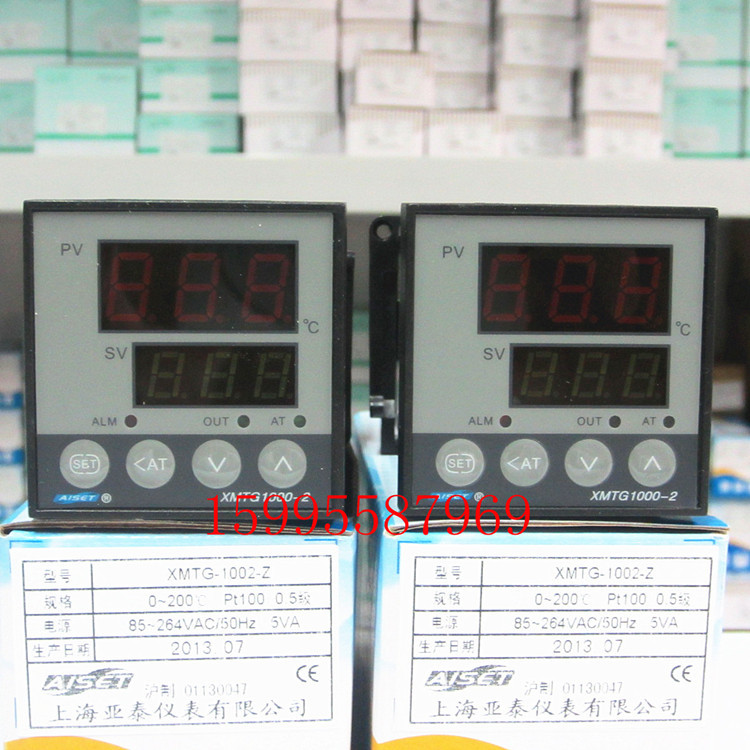 PV
℃
SV
ALM OUT AT
SET <AT
AISET ® XMTG1000-2
PV
℃
SV
ALM OUT AT
SET <AT
AISET ® XMTG1000-2
15995587969
型号 XMTG-1002-Z
规格 0~200℃ Pt100 0.5级
电源 85~264VAC/50Hz 5VA
生产日期 2013.07
AISET 沪制 01130047 CE
上海亚泰仪表有限公司
型号 XMTG-1002-Z
规格 0~200℃ Pt100 0.5级
电源 85~264VAC/50Hz 5VA
生产日期 2013.07
AISET 沪制 01130047 CE
上海亚泰仪表有限公司